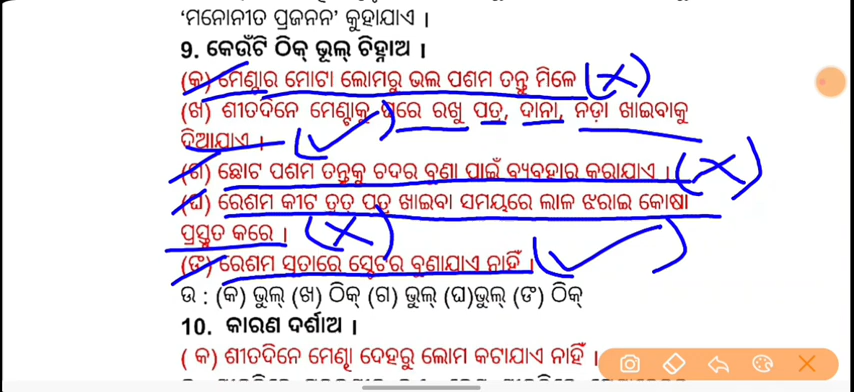 ‘ମନୋନୀତ ପ୍ରଜନନ’ କୁହାଯାଏ ।
9. କେଉଁଟି ଠିକ୍ ଭୁଲ୍ ଚିହ୍ନାଅ ।
(କ) ମେଣ୍ଢାର ମୋଟା ଲୋମରୁ ଭଲ ପଶମ ତନ୍ତୁ ମିଳେ (×)
(ଖ) ଶୀତଦିନେ ମେଣ୍ଢାକୁ ଘରେ ରଖି ପତ୍ର, ଦାନା, ନଡ଼ା ଖାଇବାକୁ
ଦିଆଯାଏ । (✓)
(ଗ) ଛୋଟ ପଶମ ତନ୍ତୁକୁ ଚଦର ବୁଣା ପାଇଁ ବ୍ୟବହାର କରାଯାଏ । (×)
(ଘ) ରେଶମ କୀଟ ତୁତ ପତ୍ର ଖାଇବା ସମୟରେ ଲାଳ ଝରାଇ କୋଷା
ପ୍ରସ୍ତୁତ କରେ । (×)
(ଙ) ରେଶମ ସୂତାରେ ସ୍ୱେଟର ବୁଣାଯାଏ ନାହିଁ । (✓)
ଉ : (କ) ଭୁଲ୍ (ଖ) ଠିକ୍ (ଗ) ଭୁଲ୍ (ଘ)ଭୁଲ୍ (ଙ) ଠିକ୍
10. କାରଣ ଦର୍ଶାଅ ।
( କ) ଶୀତଦିନେ ମେଣ୍ଢା ଦେହରୁ ଲୋମ କଟାଯାଏ ନାହିଁ ।